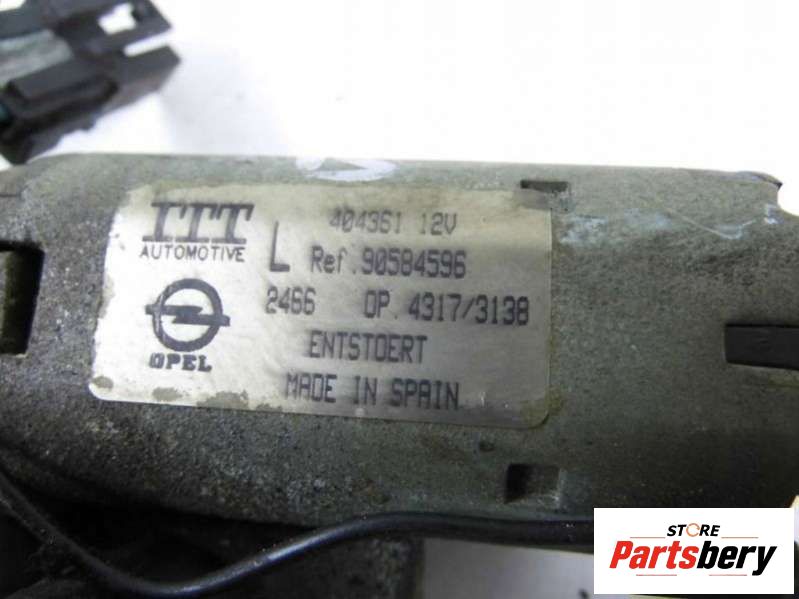 ITT
AUTOMOTIVE
L
404361 12V
Ref.90584596
2466 OP.4317/3138
OPEL
ENTSTOERT
MADE IN SPAIN
STORE
Partsbery